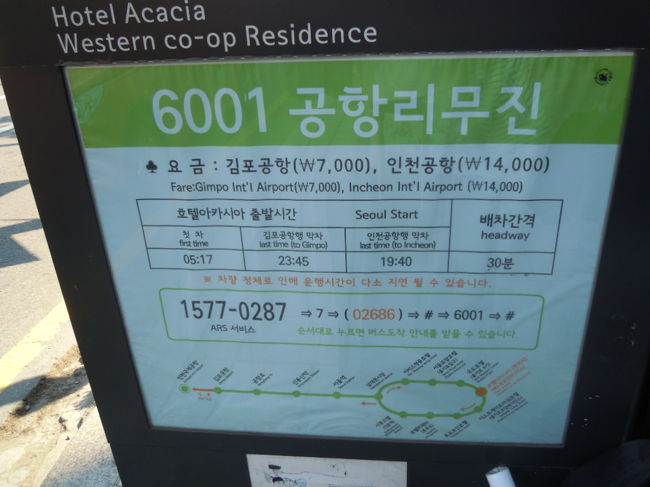 Hotel Acacia
Western co-op Residence
6001 공항리무진
♣ 요 금 : 김포공항(₩7,000), 인천공항(₩14,000)
Fare:Gimpo Int'l Airport(₩7,000), Incheon Int'l Airport (₩14,000)
호텔아카시아 출발시간 Seoul Start 배차간격
headway
첫 차 김포공항행 막차 인천공항행 막차
first time last time (to Gimpo) last time (to Incheon)
05:17 23:45 19:40 30분
※ 차량 정체로 인해 운행시간이 다소 지연 될 수 있습니다.
1577-0287 ⇒ 7 ⇒ ( 02686 ) ⇒ # ⇒ 6001 ⇒ #
ARS 서비스 순서대로 누르면 버스도착 안내를 받을 수 있습니다.
서울역